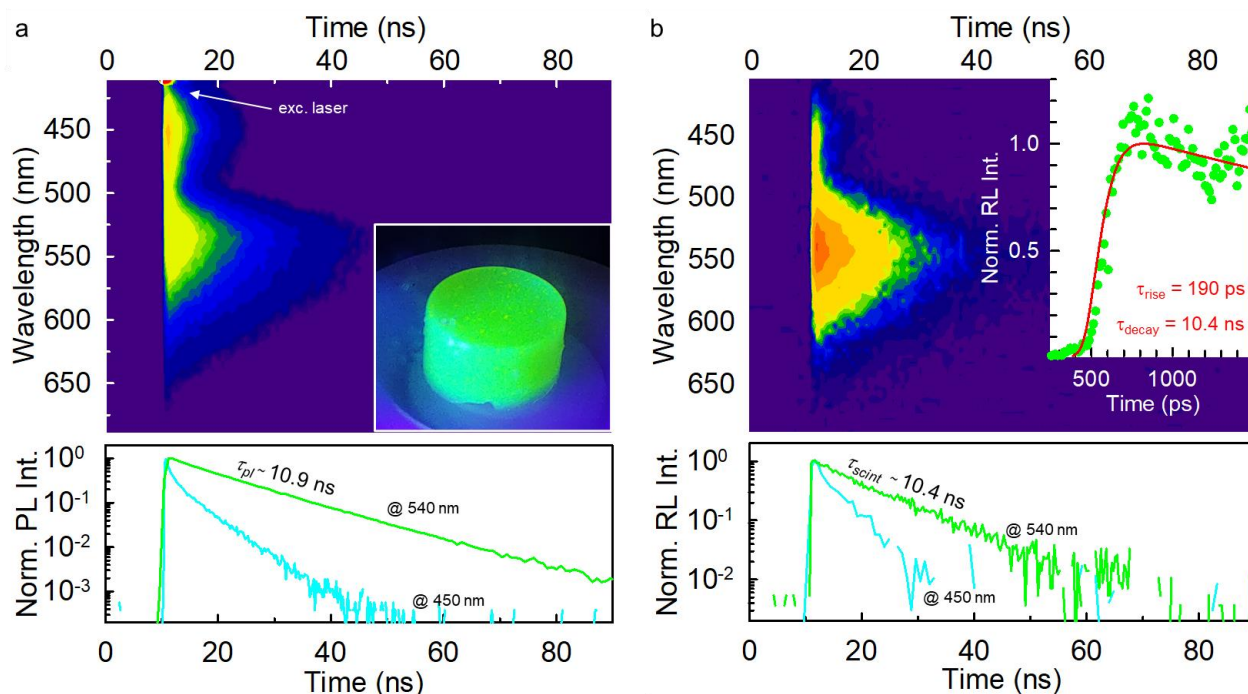 a
Time (ns)
0 20 40 60 80
exc. laser
450
500
550
600
650
Wavelength (nm)
10⁰
10⁻¹
10⁻²
10⁻³
Norm. PL Int.
τpl ~ 10.9 ns
@ 540 nm
@ 450 nm
0 20 40 60 80
Time (ns)
b
Time (ns)
0 20 40 60 80
450
500
550
600
650
Wavelength (nm)
1.0
0.5
Norm. RL Int.
τrise = 190 ps
τdecay = 10.4 ns
500 1000
Time (ps)
10⁰
10⁻¹
10⁻²
Norm. RL Int.
τscint ~ 10.4 ns
@ 540 nm
@ 450 nm
0 20 40 60 80
Time (ns)